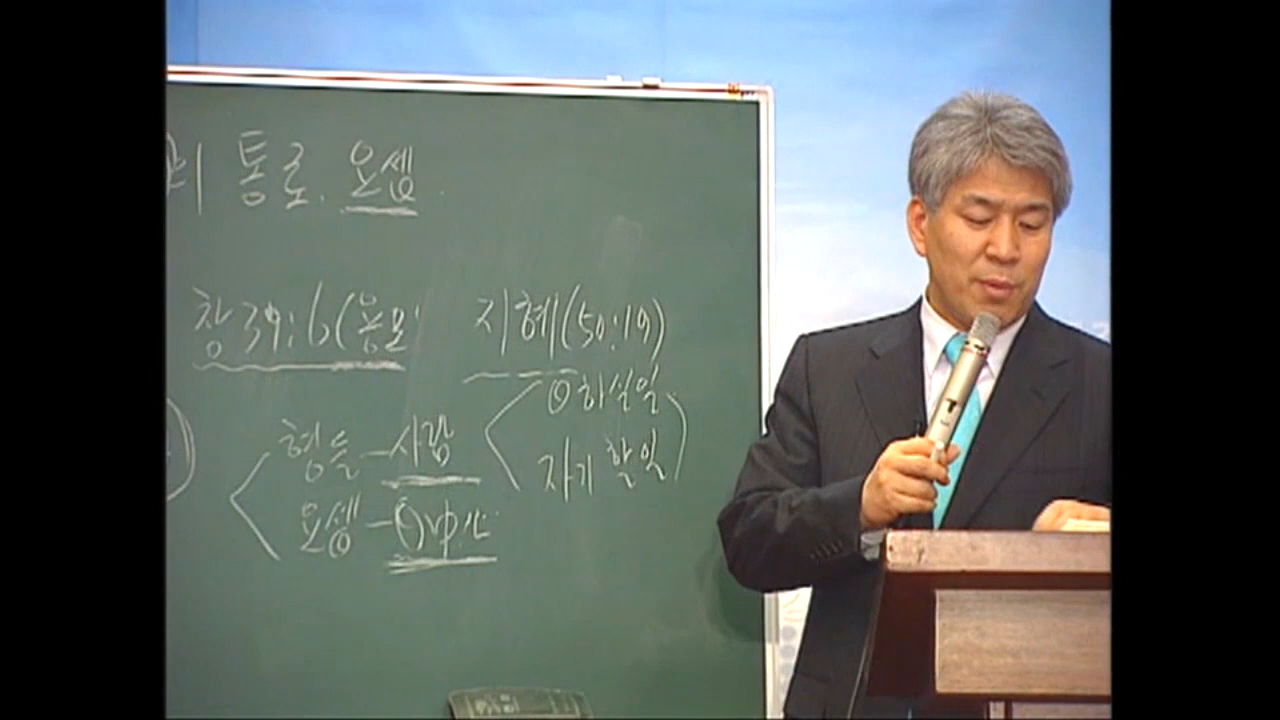 의 통로. 요셉.
창39:6(용모 지혜(50:19)
하실일
형들 - 사람
자기 할일
요셉 - 中心